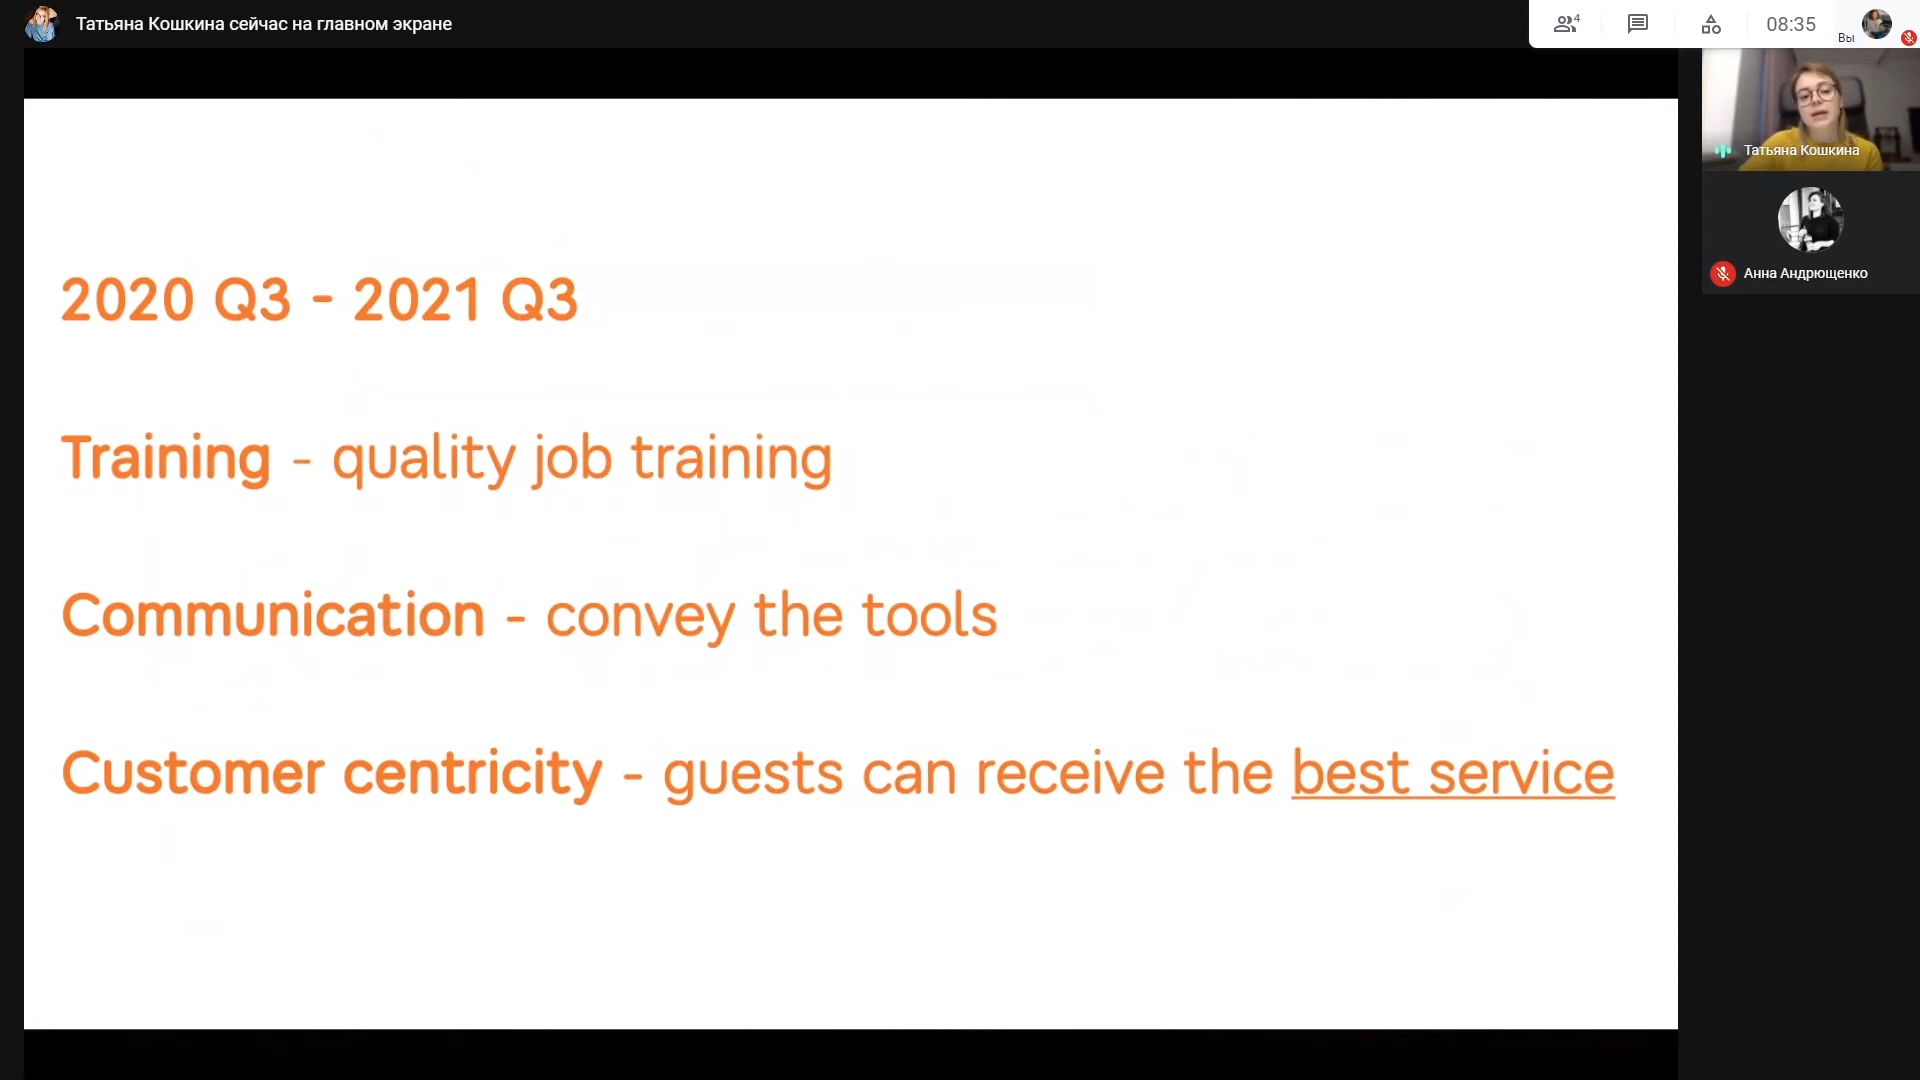 Татьяна Кошкина сейчас на главном экране
4
08:35
Вы
Татьяна Кошкина
Анна Андрющенко
2020 Q3 - 2021 Q3
Training - quality job training
Communication - convey the tools
Customer centricity - guests can receive the best service